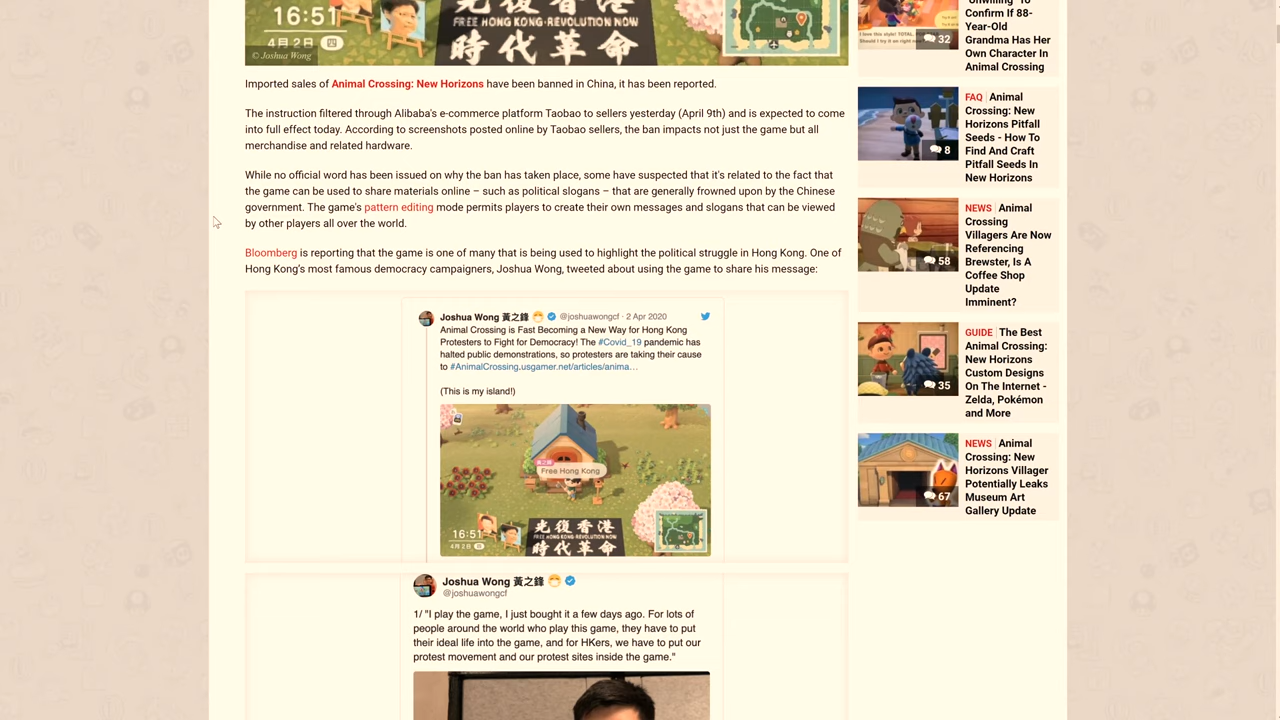 16:51
4月2日 四
光復香港
FREE HONG KONG·REVOLUTION NOW
時代革命
© Joshua Wong
Imported sales of Animal Crossing: New Horizons have been banned in China, it has been reported.
The instruction filtered through Alibaba's e-commerce platform Taobao to sellers yesterday (April 9th) and is expected to come
into full effect today. According to screenshots posted online by Taobao sellers, the ban impacts not just the game but all
merchandise and related hardware.
While no official word has been issued on why the ban has taken place, some have suspected that it's related to the fact that
the game can be used to share materials online – such as political slogans – that are generally frowned upon by the Chinese
government. The game's pattern editing mode permits players to create their own messages and slogans that can be viewed
by other players all over the world.
Bloomberg is reporting that the game is one of many that is being used to highlight the political struggle in Hong Kong. One of
Hong Kong's most famous democracy campaigners, Joshua Wong, tweeted about using the game to share his message:
Joshua Wong 黃之鋒 😷 @joshuawongcf · 2 Apr 2020
Animal Crossing is Fast Becoming a New Way for Hong Kong
Protesters to Fight for Democracy! The #Covid_19 pandemic has
halted public demonstrations, so protesters are taking their cause
to #AnimalCrossing.usgamer.net/articles/anima…
(This is my island!)
黃之鋒
Free Hong Kong
16:51
4月2日 四
光復香港
FREE HONG KONG·REVOLUTION NOW
時代革命
Joshua Wong 黃之鋒 😷
@joshuawongcf
1/ "I play the game, I just bought it a few days ago. For lots of
people around the world who play this game, they have to put
their ideal life into the game, and for HKers, we have to put our
protest movement and our protest sites inside the game."
"Unwilling" To
Confirm If 88-
Year-Old
Grandma Has Her
Own Character In
Animal Crossing
32
FAQ Animal
Crossing: New
Horizons Pitfall
Seeds - How To
Find And Craft
Pitfall Seeds In
New Horizons
8
NEWS Animal
Crossing
Villagers Are Now
Referencing
Brewster, Is A
Coffee Shop
Update
Imminent?
58
GUIDE The Best
Animal Crossing:
New Horizons
Custom Designs
On The Internet -
Zelda, Pokémon
and More
35
NEWS Animal
Crossing: New
Horizons Villager
Potentially Leaks
Museum Art
Gallery Update
67